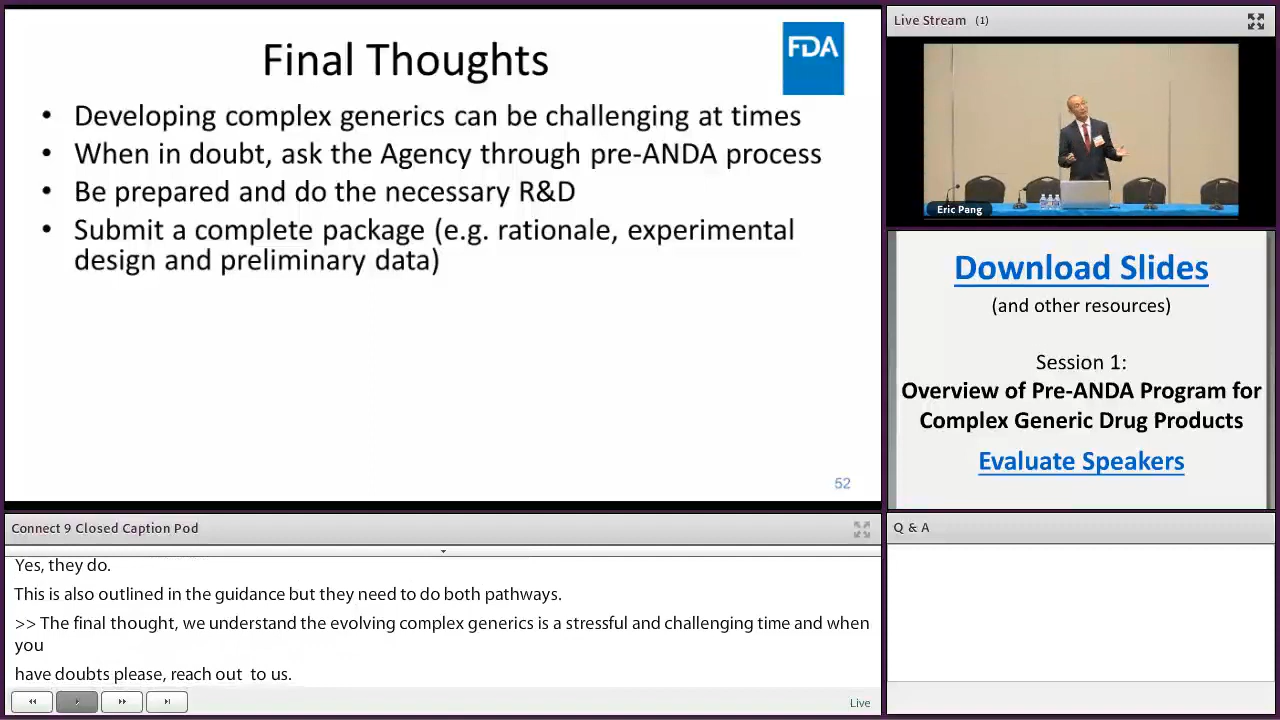 Final Thoughts
FDA
• Developing complex generics can be challenging at times
• When in doubt, ask the Agency through pre-ANDA process
• Be prepared and do the necessary R&D
• Submit a complete package (e.g. rationale, experimental
design and preliminary data)
52
Live Stream (1)
Eric Pang
Download Slides
(and other resources)
Session 1:
Overview of Pre-ANDA Program for
Complex Generic Drug Products
Evaluate Speakers
Connect 9 Closed Caption Pod
Yes, they do.
This is also outlined in the guidance but they need to do both pathways.
>> The final thought, we understand the evolving complex generics is a stressful and challenging time and when
you
have doubts please, reach out to us.
Live
Q & A